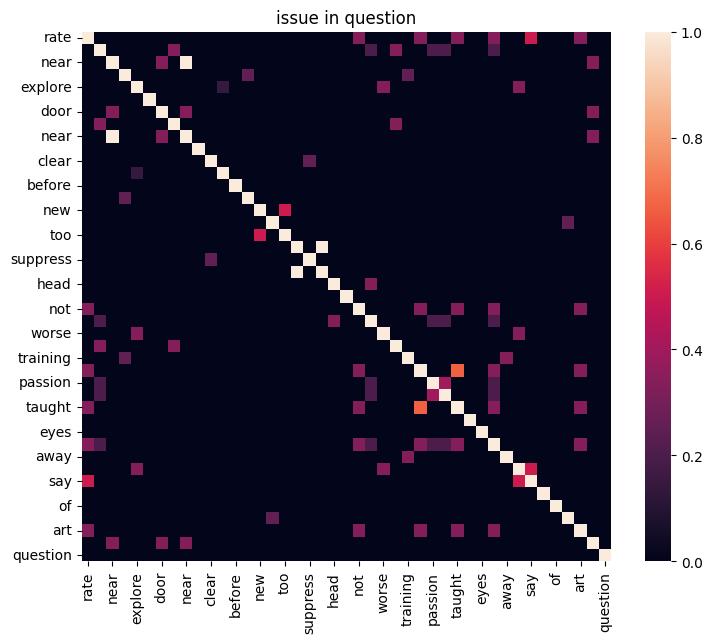 issue in question
rate
near
explore
door
near
clear
before
new
too
suppress
head
not
worse
training
passion
taught
eyes
away
say
of
art
question
rate
near
explore
door
near
clear
before
new
too
suppress
head
not
worse
training
passion
taught
eyes
away
say
of
art
question
1.0
0.8
0.6
0.4
0.2
0.0